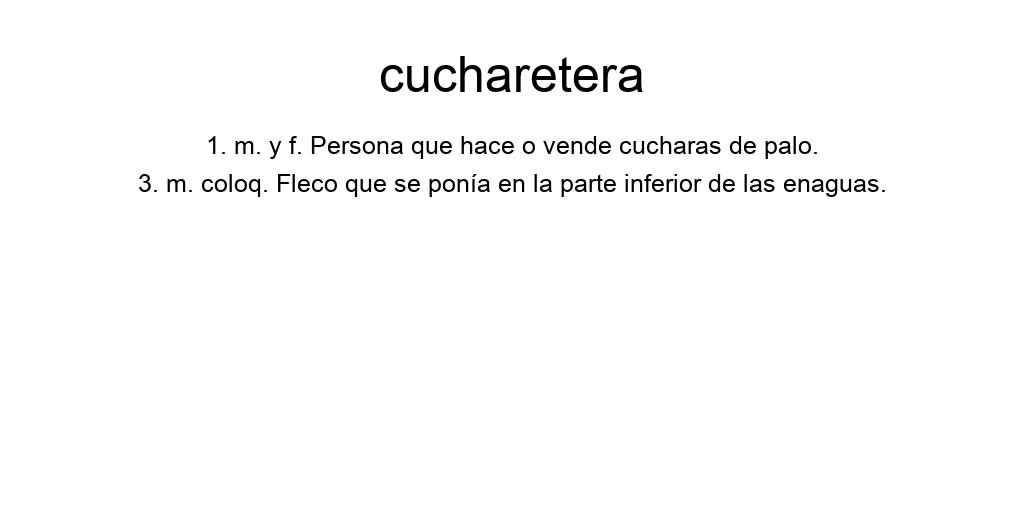 cucharetera
1. m. y f. Persona que hace o vende cucharas de palo.
3. m. coloq. Fleco que se ponía en la parte inferior de las enaguas.